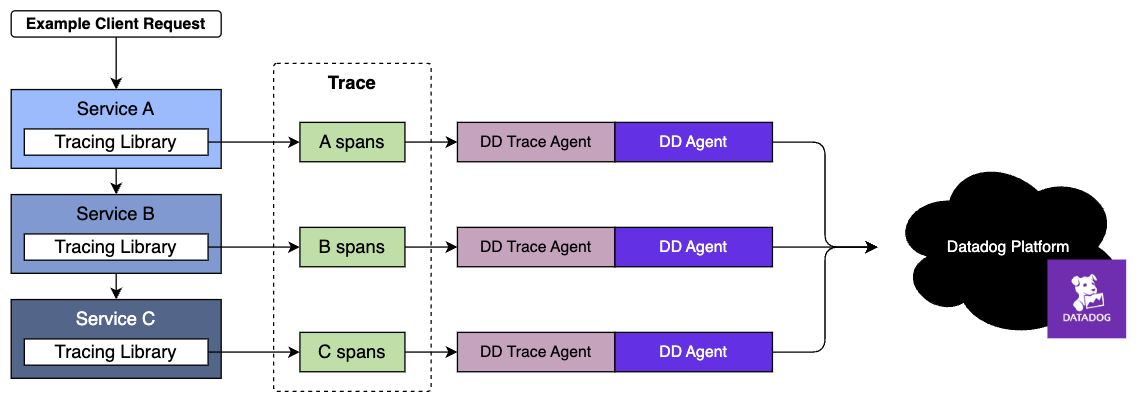 Example Client Request
Trace
Service A
Tracing Library
A spans
DD Trace Agent
DD Agent
Service B
Tracing Library
B spans
DD Trace Agent
DD Agent
Datadog Platform
DATADOG
Service C
Tracing Library
C spans
DD Trace Agent
DD Agent